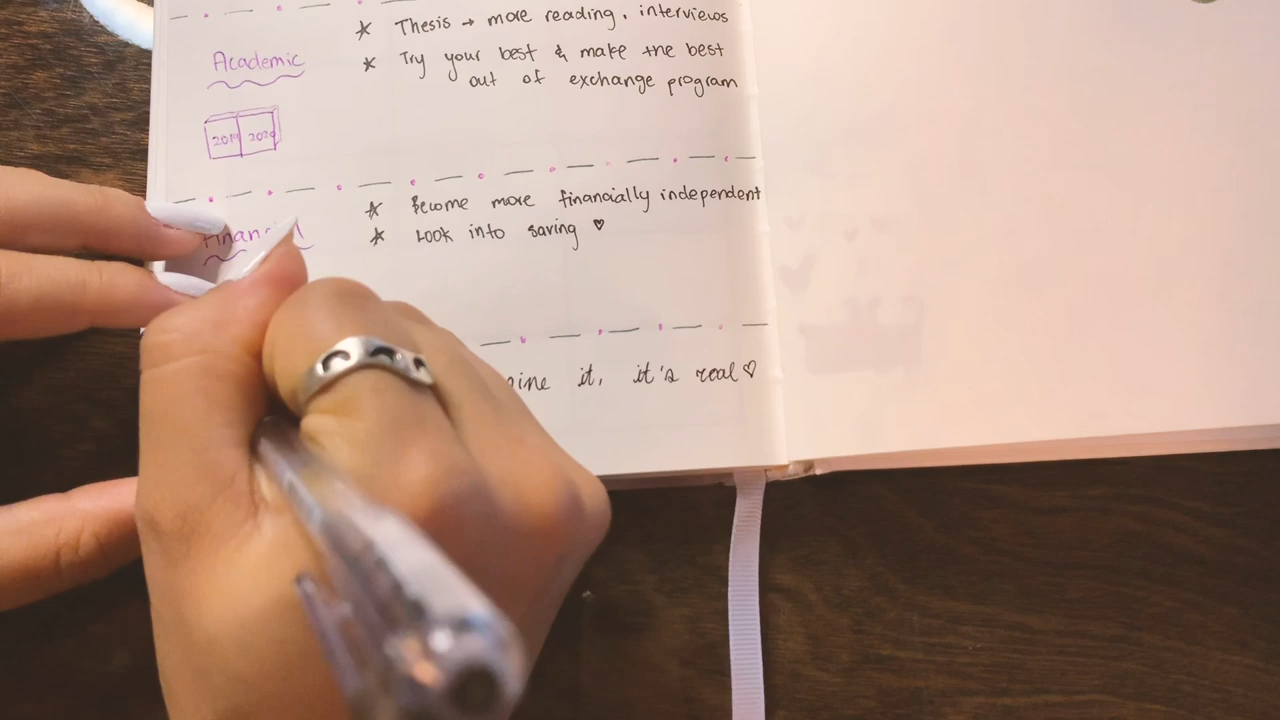 * Thesis → more reading, interviews
Academic
* Try your best & make the best
out of exchange program
2019 2020
* Become more financially independent
Financial
* Look into saving ♡
it, it's real ♡